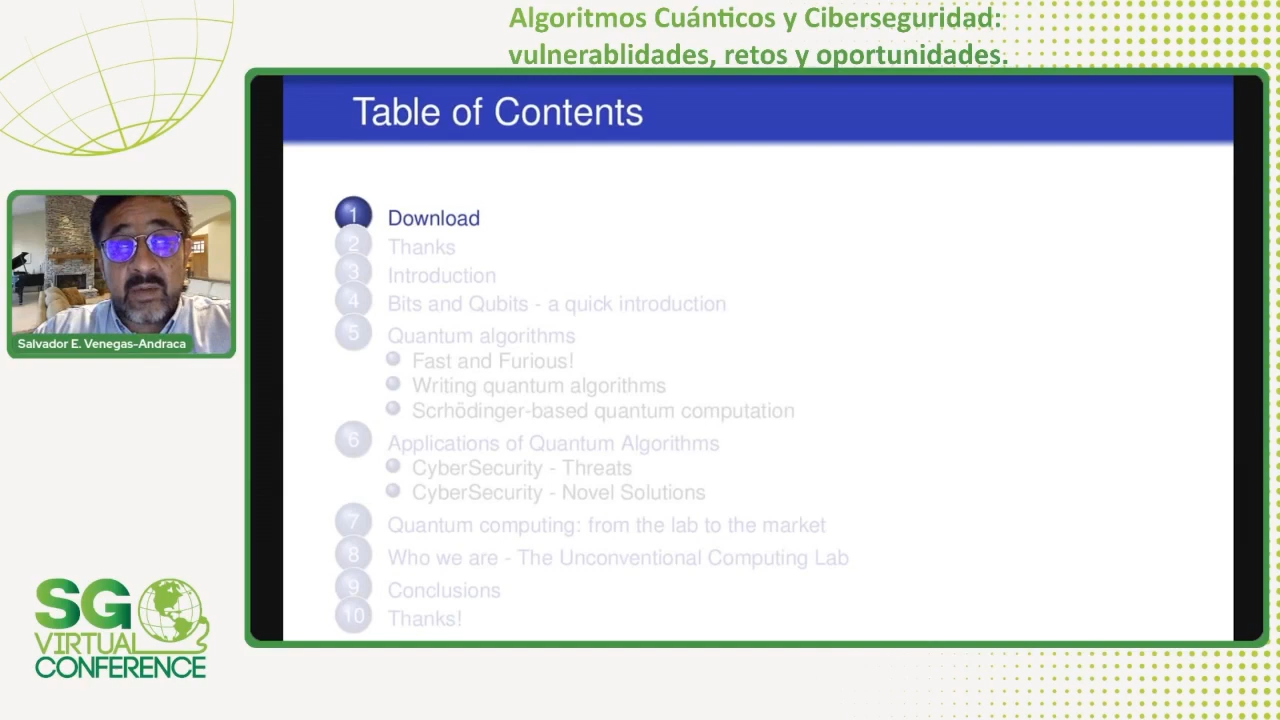 Algoritmos Cuánticos y Ciberseguridad:
vulnerablidades, retos y oportunidades.
Table of Contents
1 Download
2 Thanks
3 Introduction
4 Bits and Qubits - a quick introduction
5 Quantum algorithms
Fast and Furious!
Writing quantum algorithms
Scrhödinger-based quantum computation
6 Applications of Quantum Algorithms
CyberSecurity - Threats
CyberSecurity - Novel Solutions
7 Quantum computing: from the lab to the market
8 Who we are - The Unconventional Computing Lab
9 Conclusions
10 Thanks!
Salvador E. Venegas-Andraca
SG
VIRTUAL
CONFERENCE